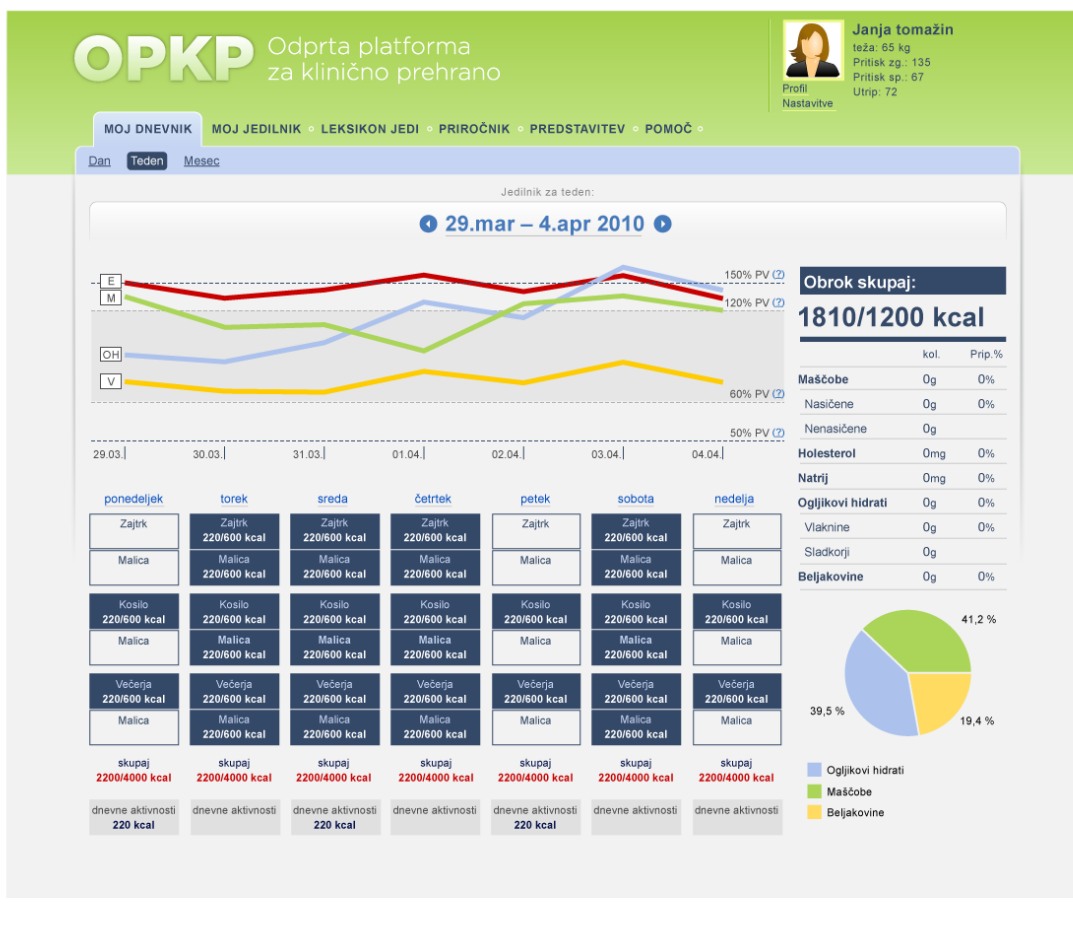 OPKP Odprta platforma
za klinično prehrano
Janja tomažin
teža: 65 kg
Pritisk zg.: 135
Pritisk sp.: 67
Utrip: 72
Profil
Nastavitve
MOJ DNEVNIK MOJ JEDILNIK LEKSIKON JEDI PRIROČNIK PREDSTAVITEV POMOČ
Dan Teden Mesec
Jedilnik za teden:
29.mar – 4.apr 2010
E
M
OH
V
150% PV (?)
120% PV (?)
60% PV (?)
50% PV (?)
29.03. 30.03. 31.03. 01.04. 02.04. 03.04. 04.04.
ponedeljek torek sreda četrtek petek sobota nedelja
Zajtrk Zajtrk Zajtrk Zajtrk Zajtrk Zajtrk Zajtrk
220/600 kcal 220/600 kcal 220/600 kcal 220/600 kcal
Malica Malica Malica Malica Malica Malica Malica
220/600 kcal 220/600 kcal 220/600 kcal 220/600 kcal
Kosilo Kosilo Kosilo Kosilo Kosilo Kosilo Kosilo
220/600 kcal 220/600 kcal 220/600 kcal 220/600 kcal 220/600 kcal 220/600 kcal 220/600 kcal
Malica Malica Malica Malica Malica Malica Malica
220/600 kcal 220/600 kcal 220/600 kcal 220/600 kcal
Večerja Večerja Večerja Večerja Večerja Večerja Večerja
220/600 kcal 220/600 kcal 220/600 kcal 220/600 kcal 220/600 kcal 220/600 kcal 220/600 kcal
Malica Malica Malica Malica Malica Malica Malica
220/600 kcal 220/600 kcal 220/600 kcal 220/600 kcal
skupaj skupaj skupaj skupaj skupaj skupaj skupaj
2200/4000 kcal 2200/4000 kcal 2200/4000 kcal 2200/4000 kcal 2200/4000 kcal 2200/4000 kcal 2200/4000 kcal
dnevne aktivnosti dnevne aktivnosti dnevne aktivnosti dnevne aktivnosti dnevne aktivnosti dnevne aktivnosti dnevne aktivnosti
220 kcal 220 kcal 220 kcal
Obrok skupaj:
1810/1200 kcal
kol. Prip.%
Maščobe 0g 0%
Nasičene 0g 0%
Nenasičene 0g
Holesterol 0mg 0%
Natrij 0mg 0%
Ogljikovi hidrati 0g 0%
Vlaknine 0g 0%
Sladkorji 0g
Beljakovine 0g 0%
41,2 %
39,5 %
19,4 %
Ogljikovi hidrati
Maščobe
Beljakovine